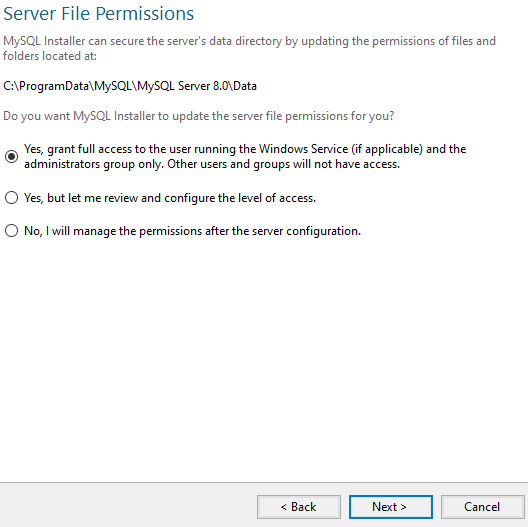 Server File Permissions
MySQL Installer can secure the server's data directory by updating the permissions of files and
folders located at:
C:\ProgramData\MySQL\MySQL Server 8.0\Data
Do you want MySQL Installer to update the server file permissions for you?
Yes, grant full access to the user running the Windows Service (if applicable) and the
administrators group only. Other users and groups will not have access.
Yes, but let me review and configure the level of access.
No, I will manage the permissions after the server configuration.
< Back
Next >
Cancel